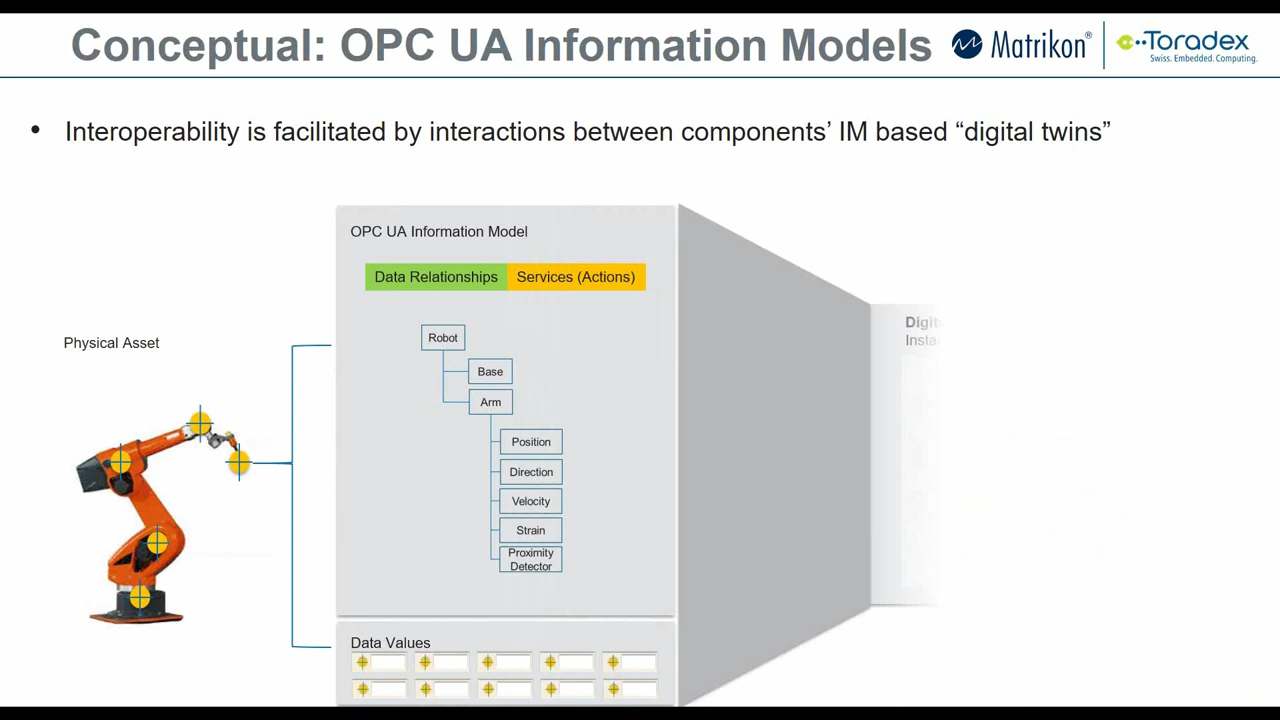 Conceptual: OPC UA Information Models
Matrikon®
Toradex
Swiss. Embedded. Computing.
• Interoperability is facilitated by interactions between components’ IM based “digital twins”
OPC UA Information Model
Data Relationships
Services (Actions)
Physical Asset
Robot
Base
Arm
Position
Direction
Velocity
Strain
Proximity
Detector
Data Values